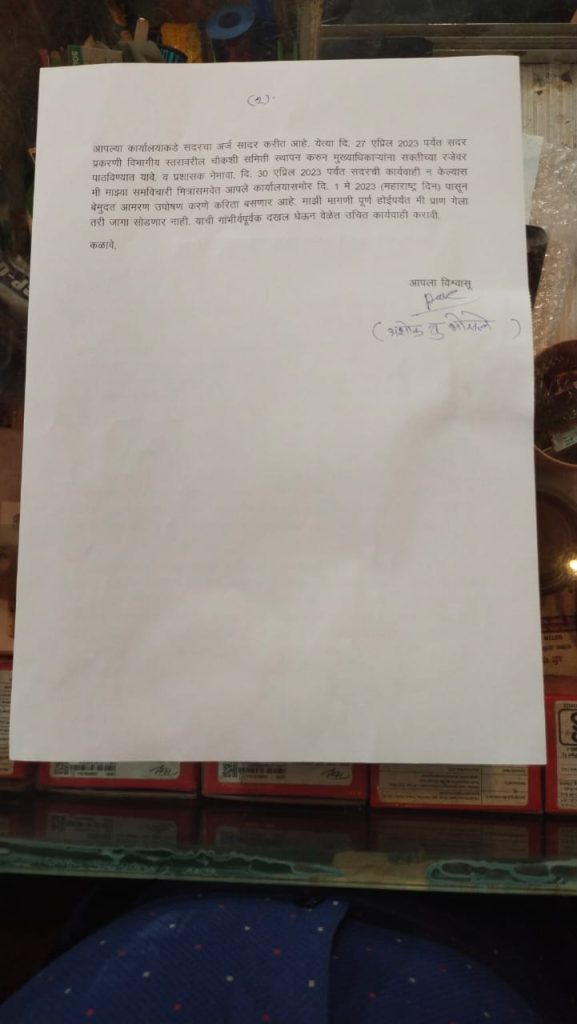 (२).
आपल्या कार्यालयाकडे सदरचा अर्ज सादर करीत आहे. येत्या दि. 27 एप्रिल 2023 पर्यंत सदर
प्रकरणी विभागीय स्तरावरील चौकशी समिती स्थापन करुन मुख्याधिकाऱ्यांना सक्तीच्या रजेवर
पाठविण्यात यावे. व प्रशासक नेमावा. दि. 30 एप्रिल 2023 पर्यंत सदरची कार्यवाही न केल्यास
मी माझ्या समविचारी मित्रांसमवेत आपले कार्यालयासमोर दि. 1 मे 2023 (महाराष्ट्र दिन) पासून
बेमुदत आमरण उपोषण करणे करिता बसणार आहे. माझी मागणी पूर्ण होईपर्यंत मी प्राण गेला
तरी जागा सोडणार नाही. याची गांभीर्यपूर्वक दखल घेऊन वेळेत उचित कार्यवाही करावी.
कळावे,
आपला विश्वासू
(अशोक बु भोसले)